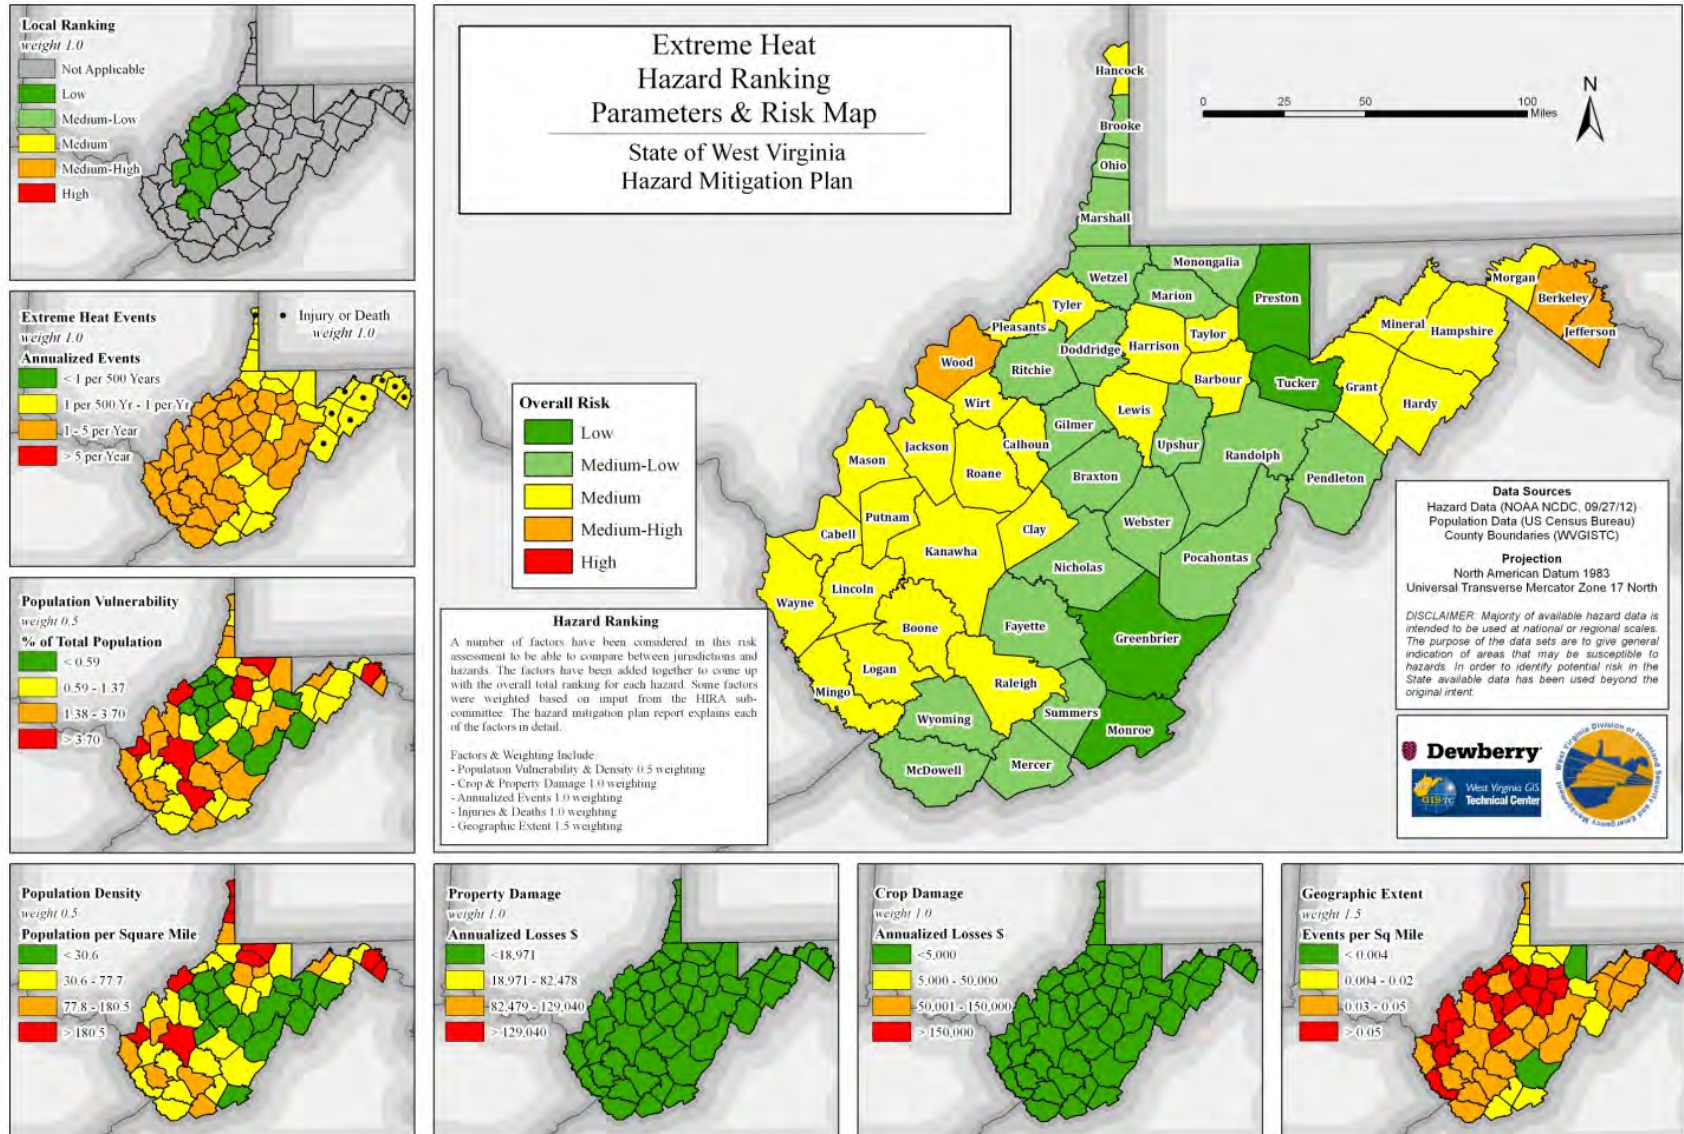 Local Ranking
weight 1.0
Not Applicable
Low
Medium-Low
Medium
Medium-High
High
Extreme Heat Events
weight 1.0
Annualized Events
< 1 per 500 Years
1 per 500 Yr - 1 per Yr
1 - 5 per Year
> 5 per Year
Injury or Death
weight 1.0
Population Vulnerability
weight 0.5
% of Total Population
< 0.59
0.59 - 1.37
1.38 - 3.70
> 3.70
Population Density
weight 0.5
Population per Square Mile
< 30.6
30.6 - 77.7
77.8 - 180.5
> 180.5
Extreme Heat
Hazard Ranking
Parameters & Risk Map
State of West Virginia
Hazard Mitigation Plan
0 25 50 100
Miles
N
Hancock
Brooke
Ohio
Marshall
Wetzel
Monongalia
Marion
Preston
Morgan
Berkeley
Jefferson
Mineral
Hampshire
Tyler
Pleasants
Doddridge
Harrison
Taylor
Wood
Ritchie
Barbour
Tucker
Grant
Hardy
Wirt
Lewis
Gilmer
Upshur
Randolph
Pendleton
Jackson
Calhoun
Mason
Roane
Braxton
Webster
Putnam
Clay
Cabell
Kanawha
Nicholas
Pocahontas
Lincoln
Wayne
Boone
Fayette
Greenbrier
Logan
Raleigh
Mingo
Summers
Wyoming
Monroe
McDowell
Mercer
Overall Risk
Low
Medium-Low
Medium
Medium-High
High
Hazard Ranking
A number of factors have been considered in this risk
assessment to be able to compare between jurisdictions and
hazards. The factors have been added together to come up
with the overall total ranking for each hazard. Some factors
were weighted based on imput from the HIRA sub-
committee. The hazard mitigation plan report explains each
of the factors in detail.
Factors & Weighting Include
- Population Vulnerability & Density 0.5 weighting
- Crop & Property Damage 1.0 weighting
- Annualized Events 1.0 weighting
- Injuries & Deaths 1.0 weighting
- Geographic Extent 1.5 weighting
Data Sources
Hazard Data (NOAA NCDC, 09/27/12)
Population Data (US Census Bureau)
County Boundaries (WVGISTC)
Projection
North American Datum 1983
Universal Transverse Mercator Zone 17 North
DISCLAIMER: Majority of available hazard data is
intended to be used at national or regional scales.
The purpose of the data sets are to give general
indication of areas that may be susceptible to
hazards. In order to identify potential risk in the
State available data has been used beyond the
original intent.
Dewberry
GISTC
West Virginia GIS
Technical Center
West Virginia Division of Homeland Security and Emergency Management
Property Damage
weight 1.0
Annualized Losses $
<18,971
18,971 - 82,478
82,479 - 129,040
> 129,040
Crop Damage
weight 1.0
Annualized Losses $
<5,000
5,000 - 50,000
50,001 - 150,000
> 150,000
Geographic Extent
weight 1.5
Events per Sq Mile
< 0.004
0.004 - 0.02
0.03 - 0.05
> 0.05